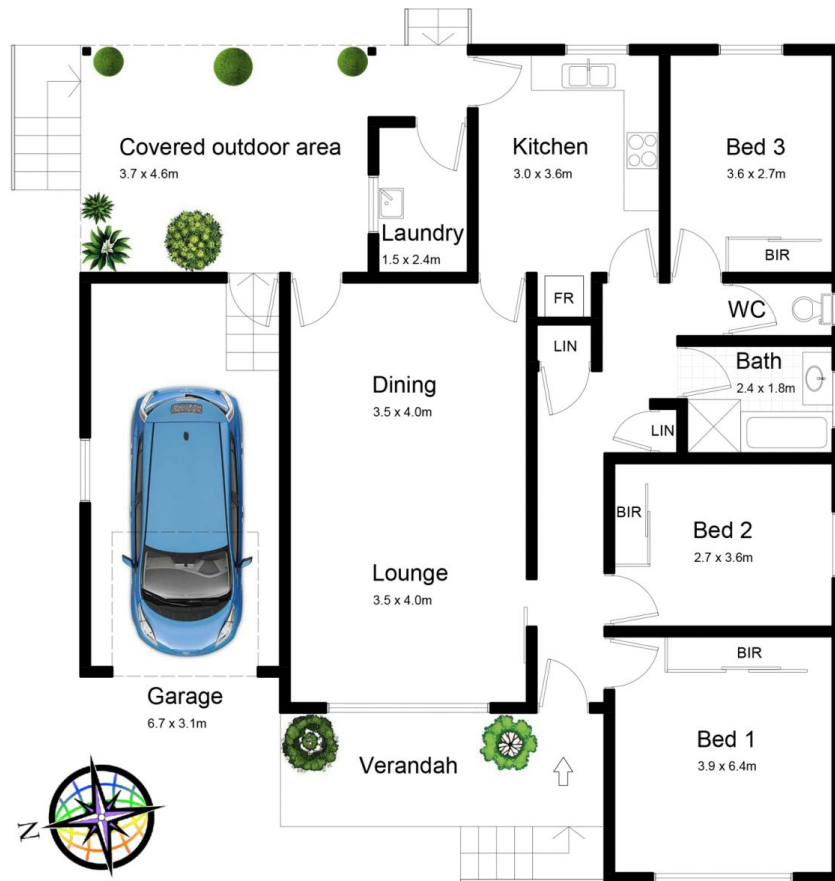 Covered outdoor area
3.7 x 4.6m
Kitchen
3.0 x 3.6m
Bed 3
3.6 x 2.7m
BIR
Laundry
1.5 x 2.4m
FR
WC
LIN
Bath
2.4 x 1.8m
Dining
3.5 x 4.0m
LIN
BIR
Bed 2
2.7 x 3.6m
Lounge
3.5 x 4.0m
BIR
Garage
6.7 x 3.1m
Verandah
Bed 1
3.9 x 6.4m
N